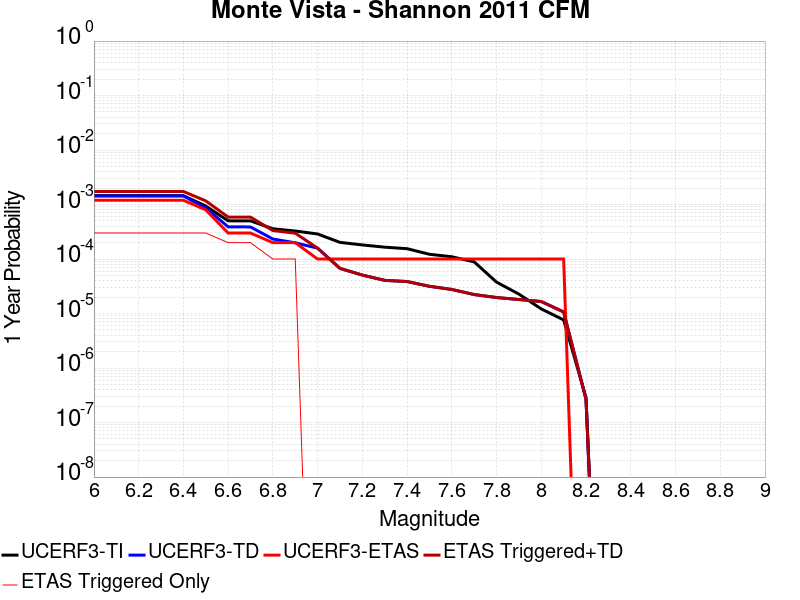 Monte Vista - Shannon 2011 CFM
1 Year Probability
10^0
10^-1
10^-2
10^-3
10^-4
10^-5
10^-6
10^-7
10^-8
6 6.2 6.4 6.6 6.8 7 7.2 7.4 7.6 7.8 8 8.2 8.4 8.6 8.8 9
Magnitude
UCERF3-TI UCERF3-TD UCERF3-ETAS ETAS Triggered+TD
ETAS Triggered Only